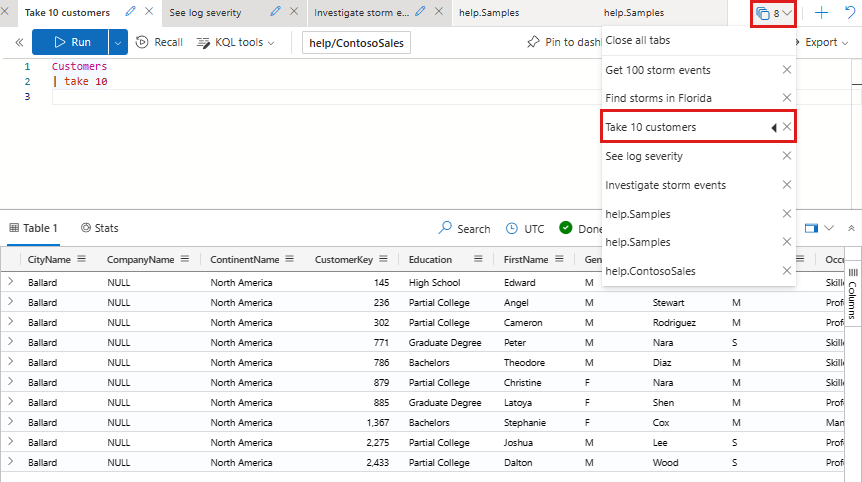 Take 10 customers See log severity Investigate storm e... help.Samples help.Samples 8
Run Recall KQL tools help/ContosoSales Pin to dashl Export
Close all tabs
Get 100 storm events
Find storms in Florida
Take 10 customers
See log severity
Investigate storm events
help.Samples
help.Samples
help.ContosoSales
1 Customers
2 | take 10
3
Table 1 Stats Search UTC Done
CityName CompanyName ContinentName CustomerKey Education FirstName Gen Occu
Ballard NULL North America 145 High School Edward M Skille
Ballard NULL North America 236 Partial College Angel M Stewart M Profe
Ballard NULL North America 302 Partial College Cameron M Rodriguez M Profe
Ballard NULL North America 771 Graduate Degree Peter M Nara S Skille
Ballard NULL North America 786 Bachelors Theodore M Diaz M Skille
Ballard NULL North America 879 Partial College Christine F Nara M Skille
Ballard NULL North America 885 Graduate Degree Latoya F Shen M Profe
Ballard NULL North America 1,367 Bachelors Stephanie F Cox M Man
Ballard NULL North America 2,275 Partial College Joshua M Lee S Profe
Ballard NULL North America 2,433 Partial College Dalton M Wood S Profe
Columns